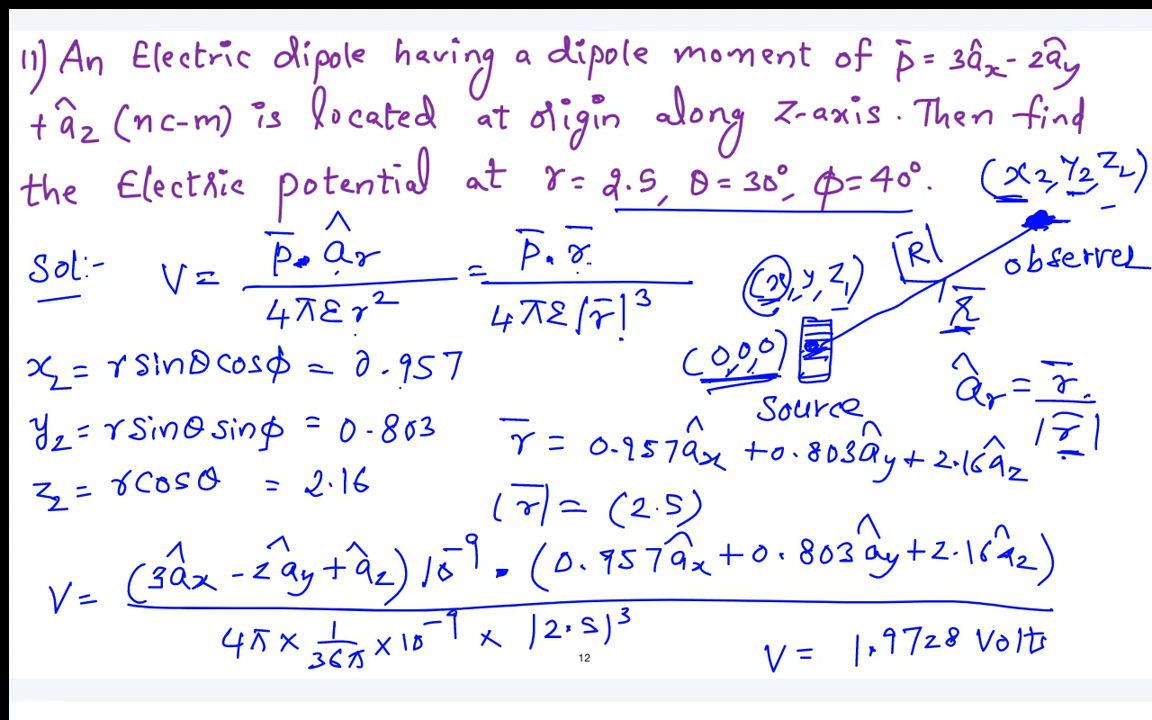 11) An Electric dipole having a dipole moment of p̄ = 3âx - 2ây
+ âz (nc-m) is located at origin along z-axis. Then find
the Electric potential at r = 2.5, θ = 30°, ϕ = 40°.
(x2, y2, z2)
observer
Sol:- V = p̄ . âr / 4πε r² = p̄ . r̄ / 4πε |r̄|³
(x, y, z1)
|R̄|
R̄
(0,0,0)
source
âr = r̄ / |r̄|
x2 = r sinθ cosϕ = 0.957
y2 = r sinθ sinϕ = 0.803
z2 = r cosθ = 2.16
r̄ = 0.957âx + 0.803ây + 2.16âz
|r̄| = (2.5)
V = (3âx - 2ây + âz) 10⁻⁹ . (0.957âx + 0.803ây + 2.16âz) / 4π × 1/36π × 10⁻⁹ × |2.5|³
V = 1.9728 Volts
12